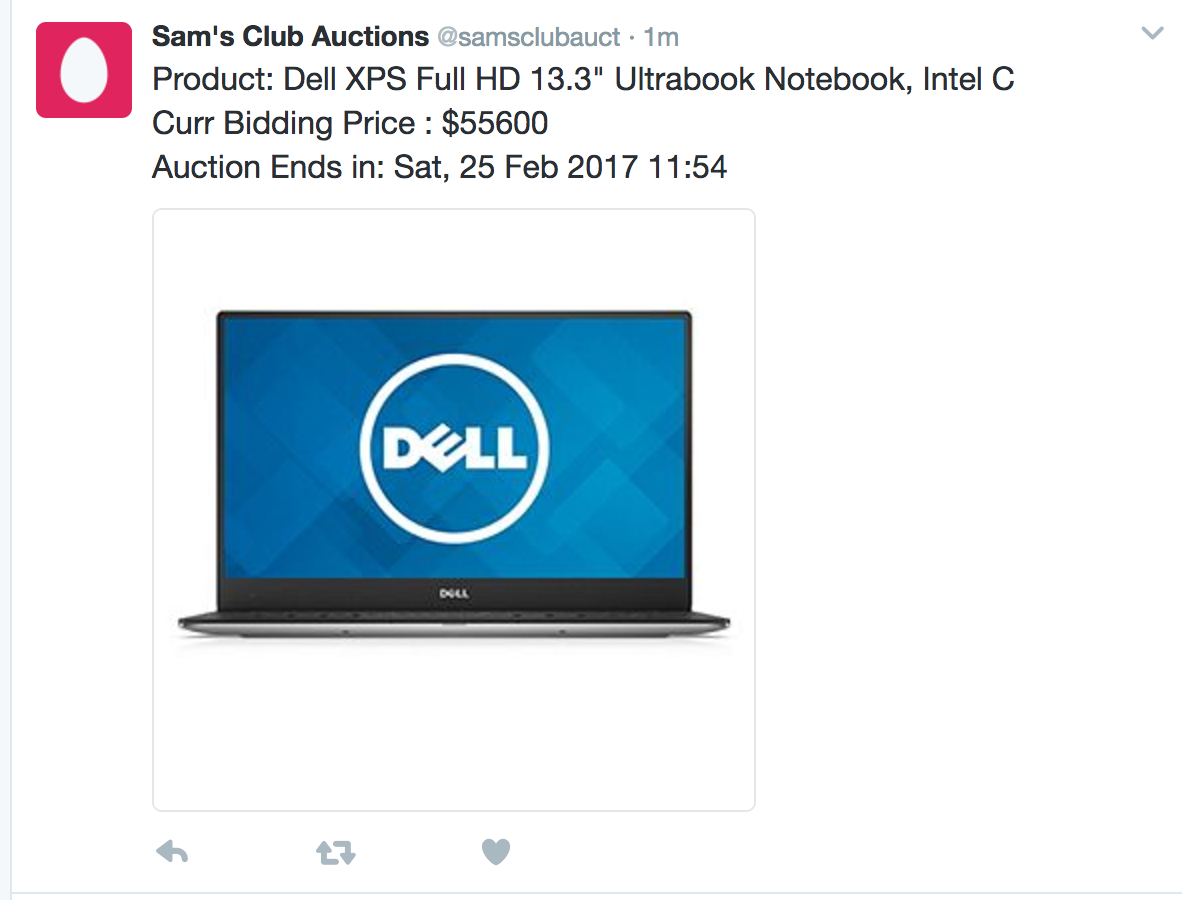 Sam's Club Auctions @samsclubauct · 1m
Product: Dell XPS Full HD 13.3" Ultrabook Notebook, Intel C
Curr Bidding Price : $55600
Auction Ends in: Sat, 25 Feb 2017 11:54
DELL
DELL